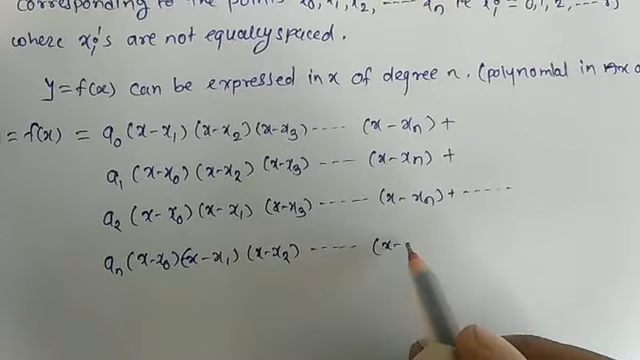 corresponding to the points x₀, x₁, x₂, ----- xₙ ie xᵢ = 0, 1, 2, ---
where xᵢ's are not equally spaced.
y = f(x) can be expressed in x of degree n. (polynomial in x
= f(x) = a₀ (x-x₁) (x-x₂) (x-x₃) ---- (x-xₙ) +
a₁ (x-x₀) (x-x₂) (x-x₃) --- (x-xₙ) +
a₂ (x-x₀) (x-x₁) (x-x₃) ------ (x-xₙ) + -----
aₙ (x-x₀) (x-x₁) (x-x₂) ----- (x-